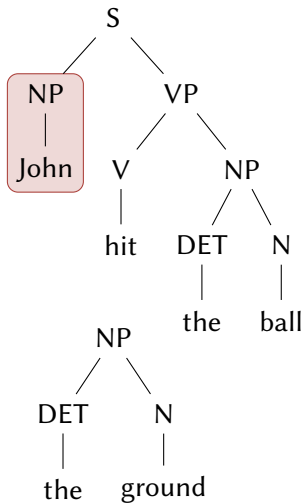 S
NP VP
John V NP
hit DET N
the ball
NP
DET N
the ground